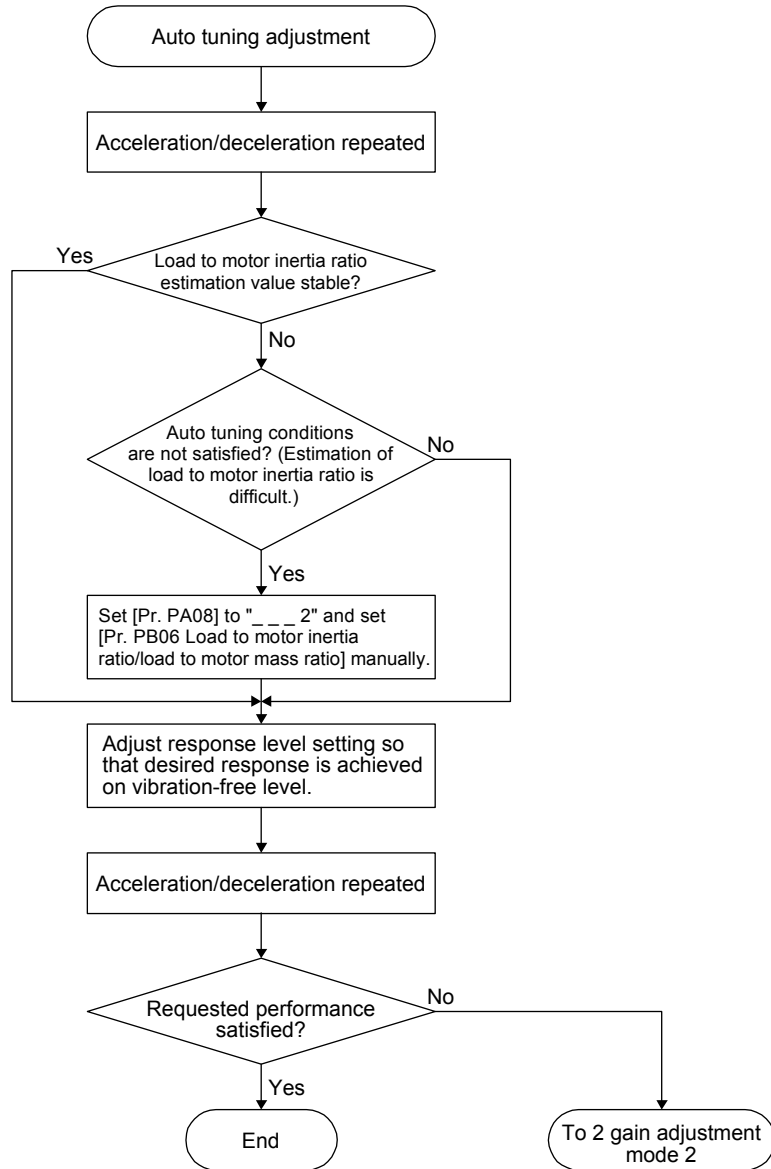 Auto tuning adjustment
Acceleration/deceleration repeated
Yes
Load to motor inertia ratio
estimation value stable?
No
Auto tuning conditions
are not satisfied? (Estimation of
load to motor inertia ratio is
difficult.)
No
Yes
Set [Pr. PA08] to "_ _ _ 2" and set
[Pr. PB06 Load to motor inertia
ratio/load to motor mass ratio] manually.
Adjust response level setting so
that desired response is achieved
on vibration-free level.
Acceleration/deceleration repeated
Requested performance
satisfied?
No
Yes
End
To 2 gain adjustment
mode 2